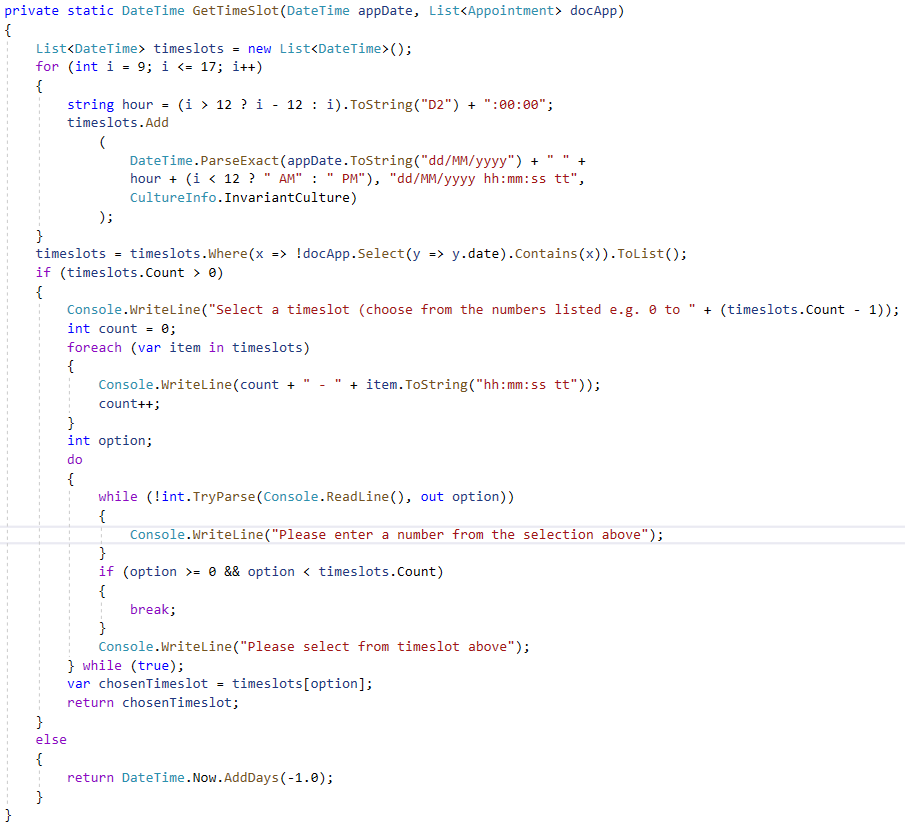 private static DateTime GetTimeSlot(DateTime appDate, List<Appointment> docApp)
{
    List<DateTime> timeslots = new List<DateTime>();
    for (int i = 9; i <= 17; i++)
    {
        string hour = (i > 12 ? i - 12 : i).ToString("D2") + ":00:00";
        timeslots.Add
            (
                DateTime.ParseExact(appDate.ToString("dd/MM/yyyy") + " " +
                hour + (i < 12 ? " AM" : " PM"), "dd/MM/yyyy hh:mm:ss tt",
                CultureInfo.InvariantCulture)
            );
    }
    timeslots = timeslots.Where(x => !docApp.Select(y => y.date).Contains(x)).ToList();
    if (timeslots.Count > 0)
    {
        Console.WriteLine("Select a timeslot (choose from the numbers listed e.g. 0 to " + (timeslots.Count - 1));
        int count = 0;
        foreach (var item in timeslots)
        {
            Console.WriteLine(count + " - " + item.ToString("hh:mm:ss tt"));
            count++;
        }
        int option;
        do
        {
            while (!int.TryParse(Console.ReadLine(), out option))
            {
                Console.WriteLine("Please enter a number from the selection above");
            }
            if (option >= 0 && option < timeslots.Count)
            {
                break;
            }
            Console.WriteLine("Please select from timeslot above");
        } while (true);
        var chosenTimeslot = timeslots[option];
        return chosenTimeslot;
    }
    else
    {
        return DateTime.Now.AddDays(-1.0);
    }
}